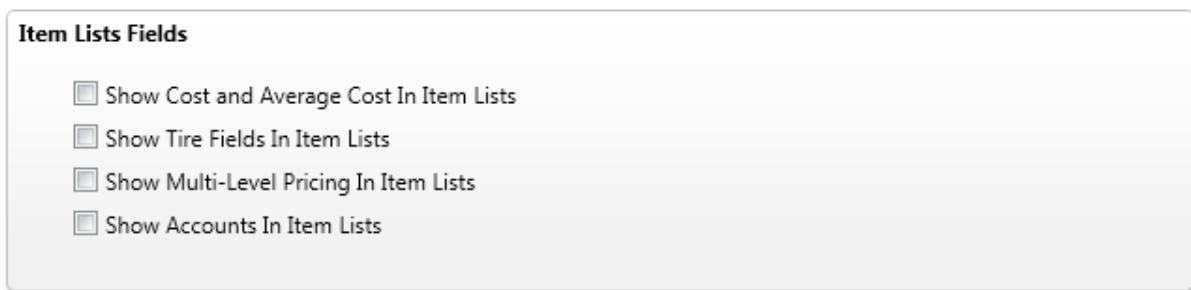 Item Lists Fields
Show Cost and Average Cost In Item Lists
Show Tire Fields In Item Lists
Show Multi-Level Pricing In Item Lists
Show Accounts In Item Lists